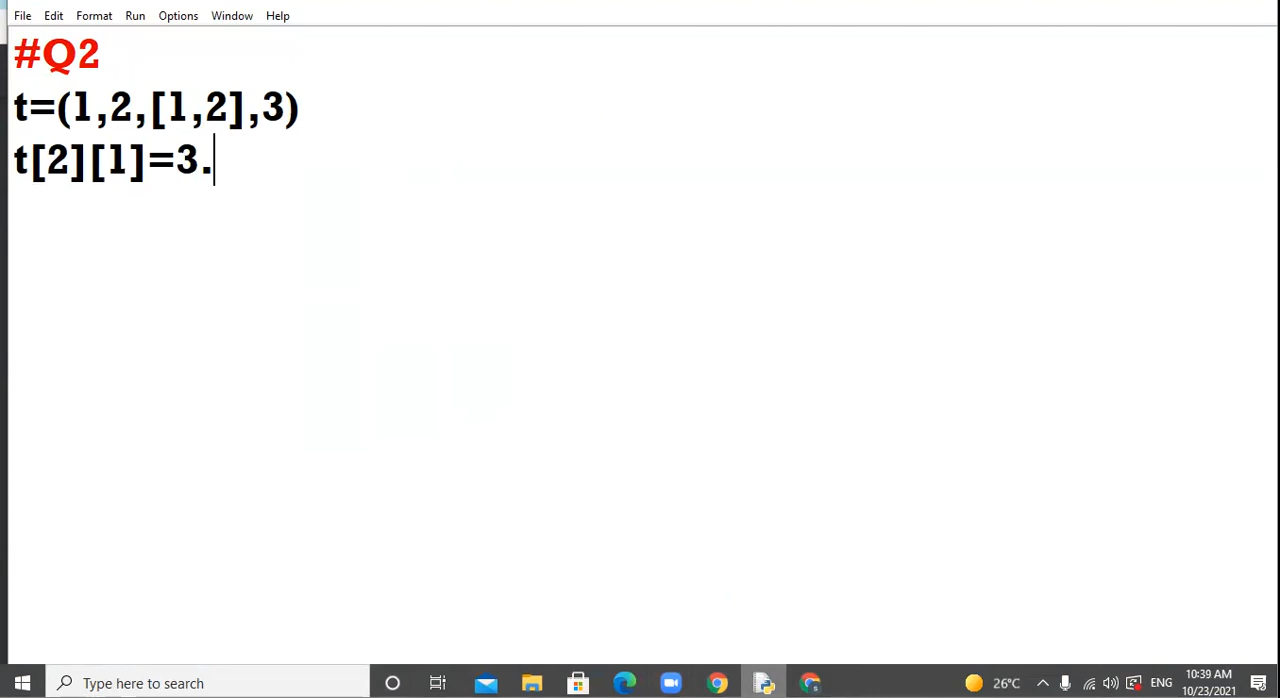 File Edit Format Run Options Window Help
#Q2
t=(1,2,[1,2],3)
t[2][1]=3.
Type here to search
26°C
ENG
10:39 AM
10/23/2021